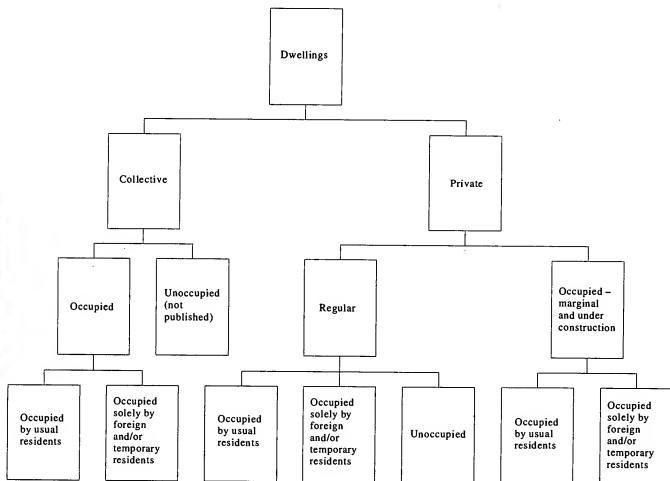 Dwellings
Collective
Private
Occupied
Unoccupied
(not
published)
Regular
Occupied –
marginal
and under
construction
Occupied
by usual
residents
Occupied
solely by
foreign
and/or
temporary
residents
Occupied
by usual
residents
Occupied
solely by
foreign
and/or
temporary
residents
Unoccupied
Occupied
by usual
residents
Occupied
solely by
foreign
and/or
temporary
residents